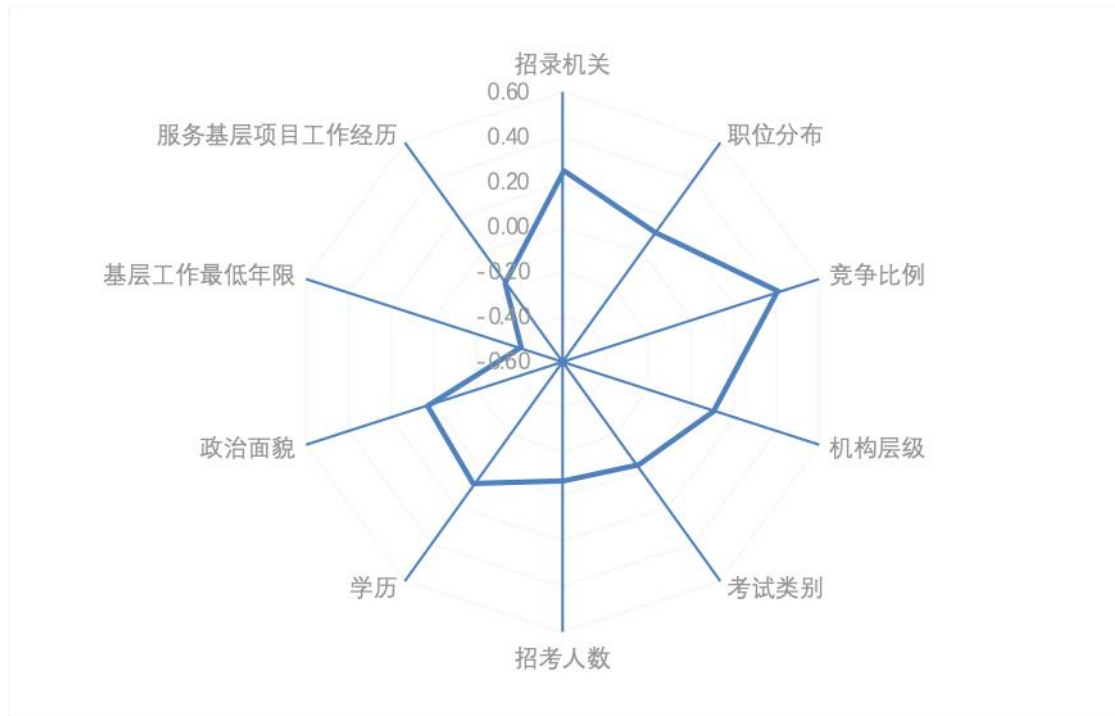 招录机关
0.60
0.40
服务基层项目工作经历
职位分布
0.20
0.00
基层工作最低年限
-0.20
竞争比例
-0.40
-0.60
政治面貌
机构层级
学历
考试类别
招考人数